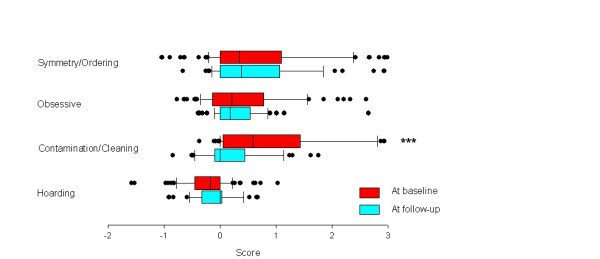 Symmetry/Ordering
Obsessive
Contamination/Cleaning
***
Hoarding
At baseline
At follow-up
-2 -1 0 1 2 3
Score